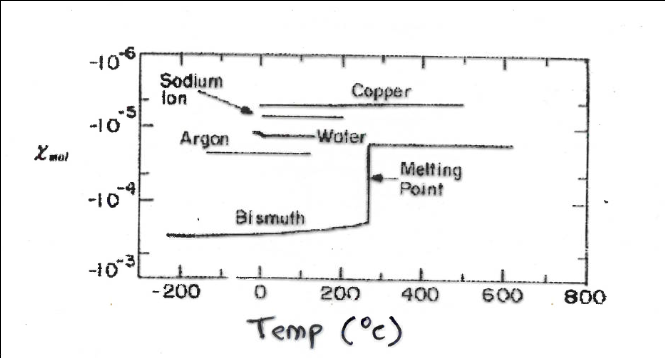 -10⁻⁶
Sodium
Ion
Copper
-10⁻⁵
Argon
Water
χmol
Melting
Point
-10⁻⁴
Bismuth
-10⁻³
-200 0 200 400 600 800
Temp (°c)